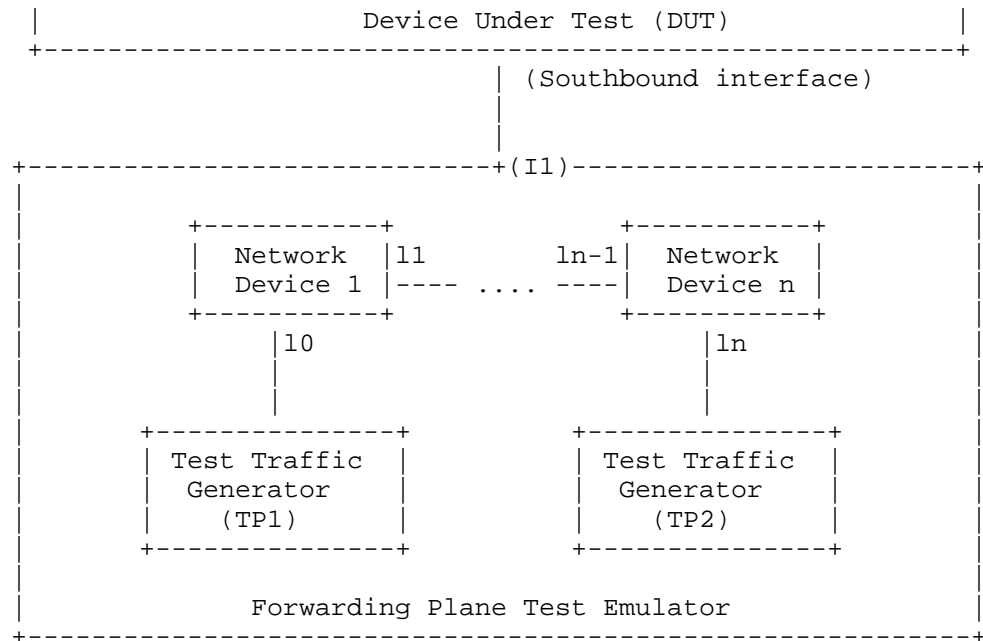 Device Under Test (DUT)
(Southbound interface)
(I1)
Network Device 1
l1
ln-1
Network Device n
l0
ln
Test Traffic Generator (TP1)
Test Traffic Generator (TP2)
Forwarding Plane Test Emulator